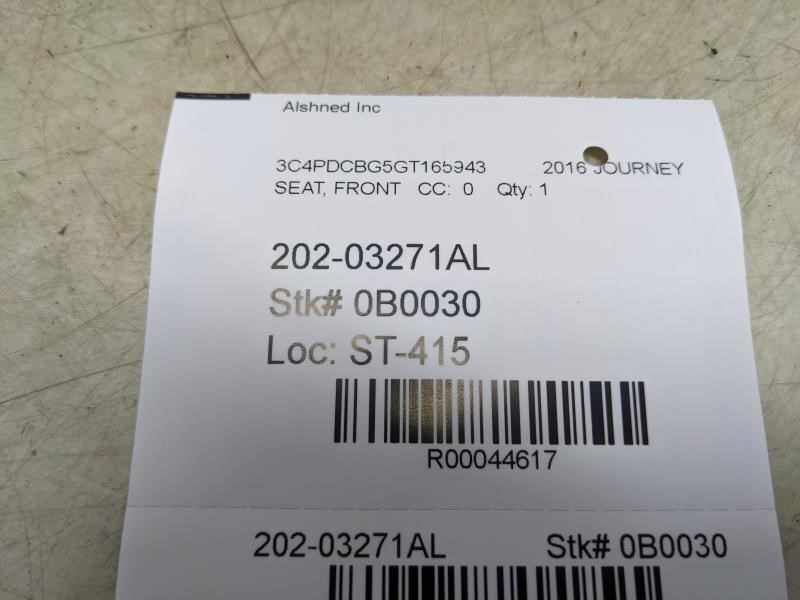 Alshned Inc
3C4PDCBG5GT165943 2016 JOURNEY
SEAT, FRONT CC: 0 Qty: 1
202-03271AL
Stk# 0B0030
Loc: ST-415
R00044617
202-03271AL Stk# 0B0030